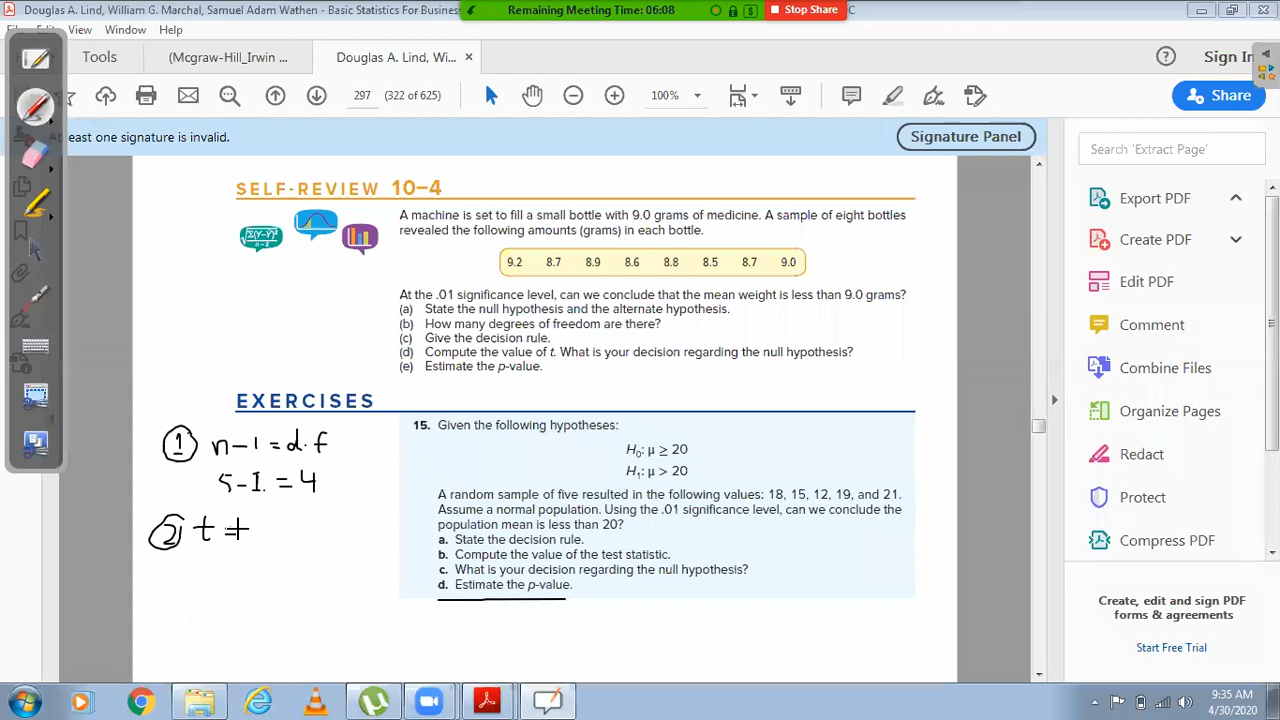 Douglas A. Lind, William G. Marchal, Samuel Adam Wathen - Basic Statistics For Business
Remaining Meeting Time: 06:08
Stop Share
View Window Help
Tools
(Mcgraw-Hill_Irwin ...
Douglas A. Lind, Wi...
Sign In
297 (322 of 625)
100%
Share
At least one signature is invalid.
Signature Panel
Search 'Extract Page'
Export PDF
Create PDF
Edit PDF
Comment
Combine Files
Organize Pages
Redact
Protect
Compress PDF
Create, edit and sign PDF
forms & agreements
Start Free Trial
SELF-REVIEW 10–4
A machine is set to fill a small bottle with 9.0 grams of medicine. A sample of eight bottles
revealed the following amounts (grams) in each bottle.
9.2 8.7 8.9 8.6 8.8 8.5 8.7 9.0
At the .01 significance level, can we conclude that the mean weight is less than 9.0 grams?
(a) State the null hypothesis and the alternate hypothesis.
(b) How many degrees of freedom are there?
(c) Give the decision rule.
(d) Compute the value of t. What is your decision regarding the null hypothesis?
(e) Estimate the p-value.
EXERCISES
① n-1 = d.f
5-1. = 4
② t =
15. Given the following hypotheses:
H₀: μ ≥ 20
H₁: μ > 20
A random sample of five resulted in the following values: 18, 15, 12, 19, and 21.
Assume a normal population. Using the .01 significance level, can we conclude the
population mean is less than 20?
a. State the decision rule.
b. Compute the value of the test statistic.
c. What is your decision regarding the null hypothesis?
d. Estimate the p-value.
9:35 AM
4/30/2020